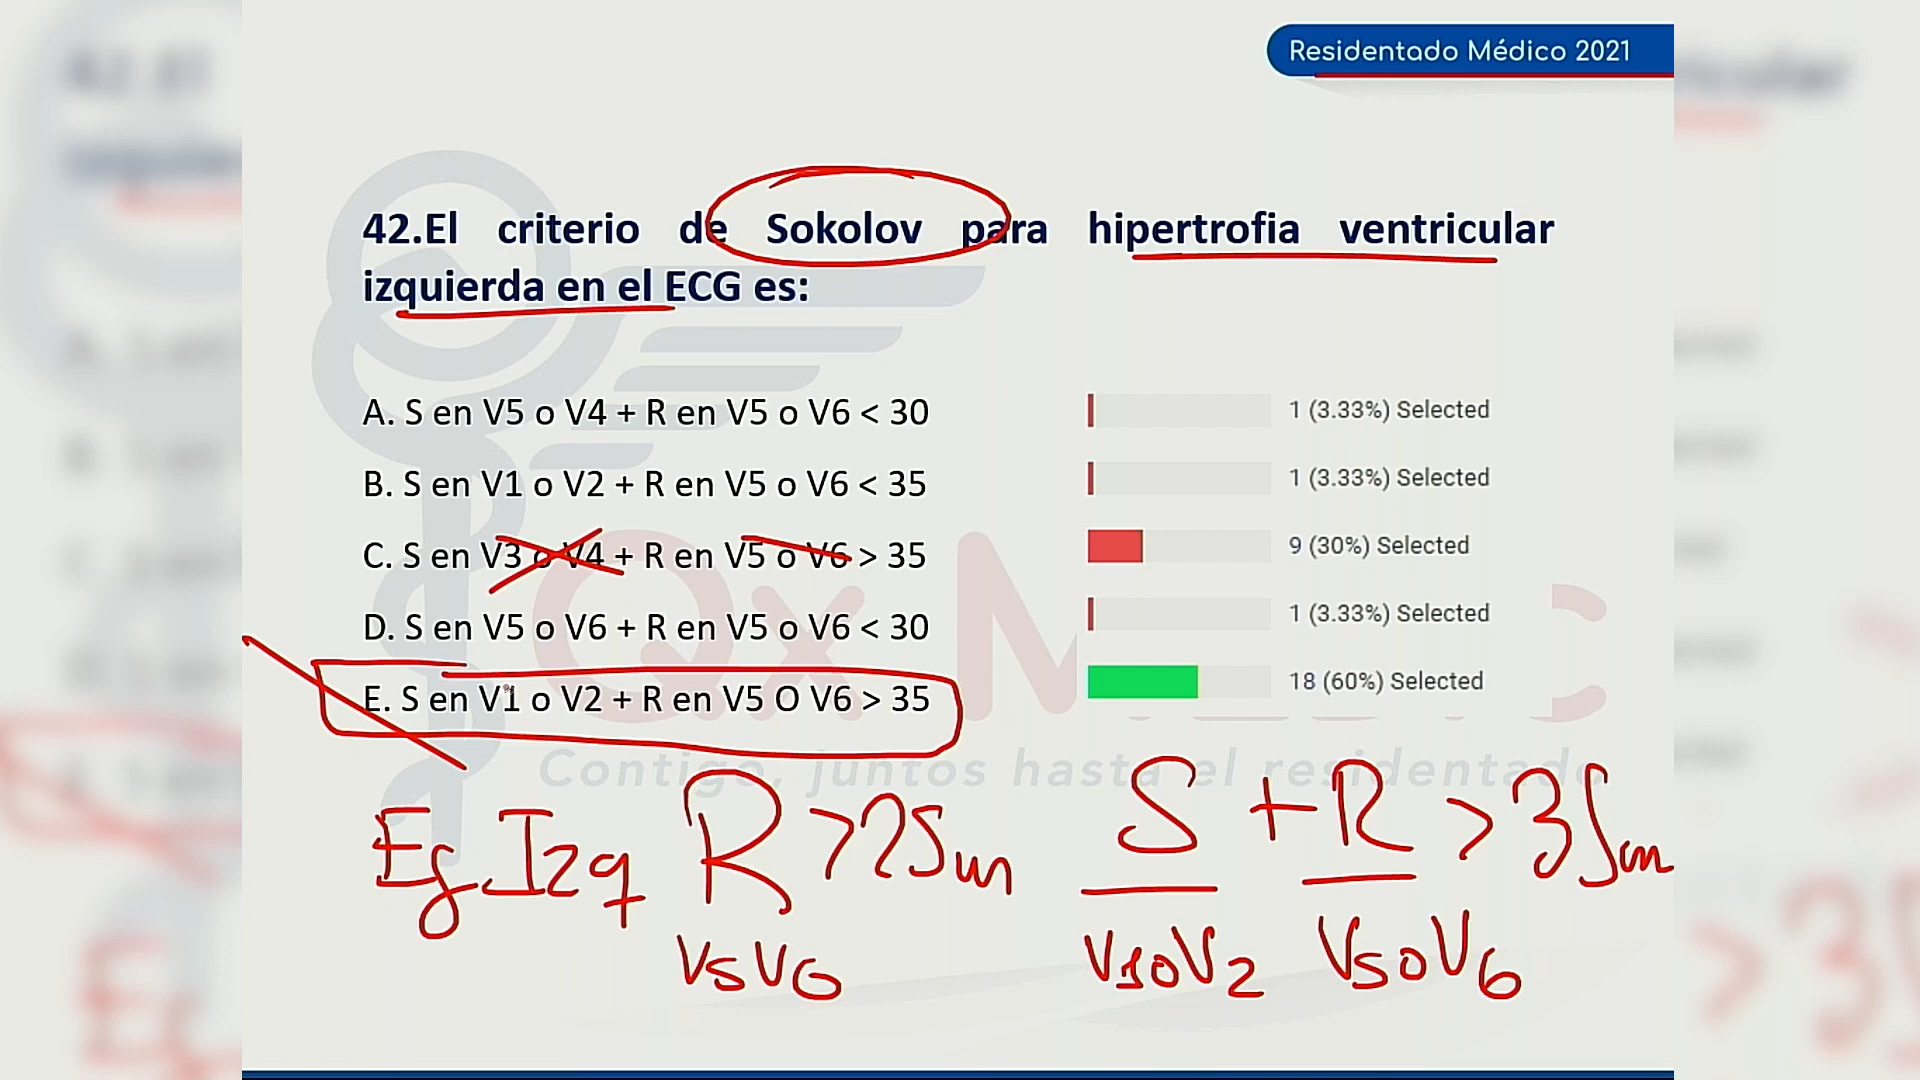 Residentado Médico 2021
42.El criterio de Sokolov para hipertrofia ventricular
izquierda en el ECG es:
A. S en V5 o V4 + R en V5 o V6 < 30
1 (3.33%) Selected
B. S en V1 o V2 + R en V5 o V6 < 35
1 (3.33%) Selected
C. S en V3 o V4 + R en V5 o V6 > 35
9 (30%) Selected
D. S en V5 o V6 + R en V5 o V6 < 30
1 (3.33%) Selected
E. S en V1 o V2 + R en V5 O V6 > 35
18 (60%) Selected
Contigo, juntos hasta el residentado
Eg Izq R >25m S + R > 35m
V5V6 V1oV2 V5oV6